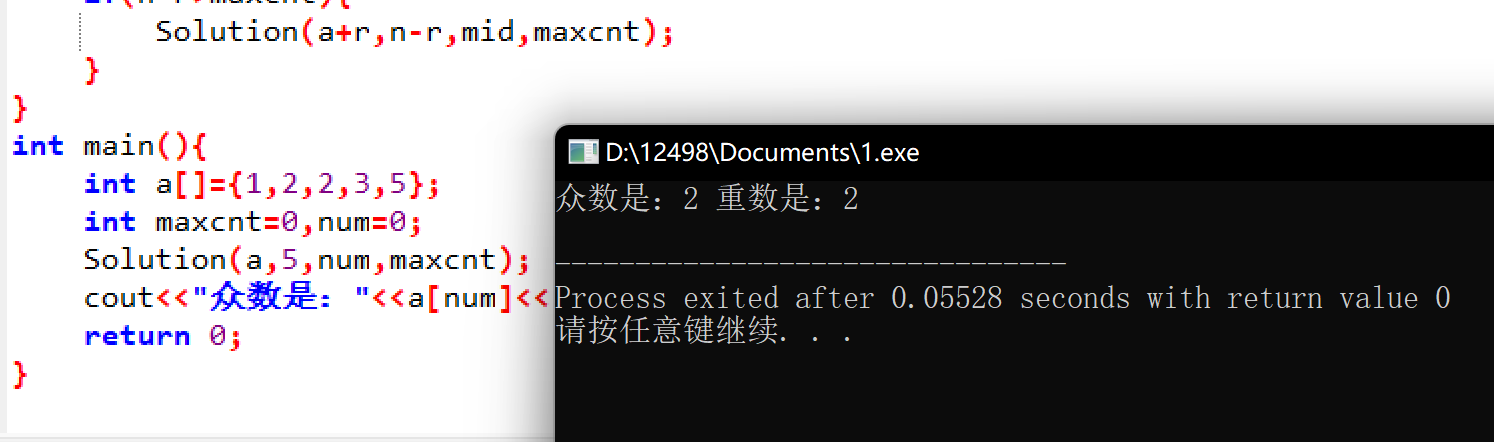 Solution(a+r,n-r,mid,maxcnt);
}
}
int main(){
int a[]={1,2,2,3,5};
int maxcnt=0,num=0;
Solution(a,5,num,maxcnt);
cout<<"众数是："<<a[num]<<
return 0;
}
D:\12498\Documents\1.exe
众数是：2 重数是：2
--------------------------------
Process exited after 0.05528 seconds with return value 0
请按任意键继续. . .